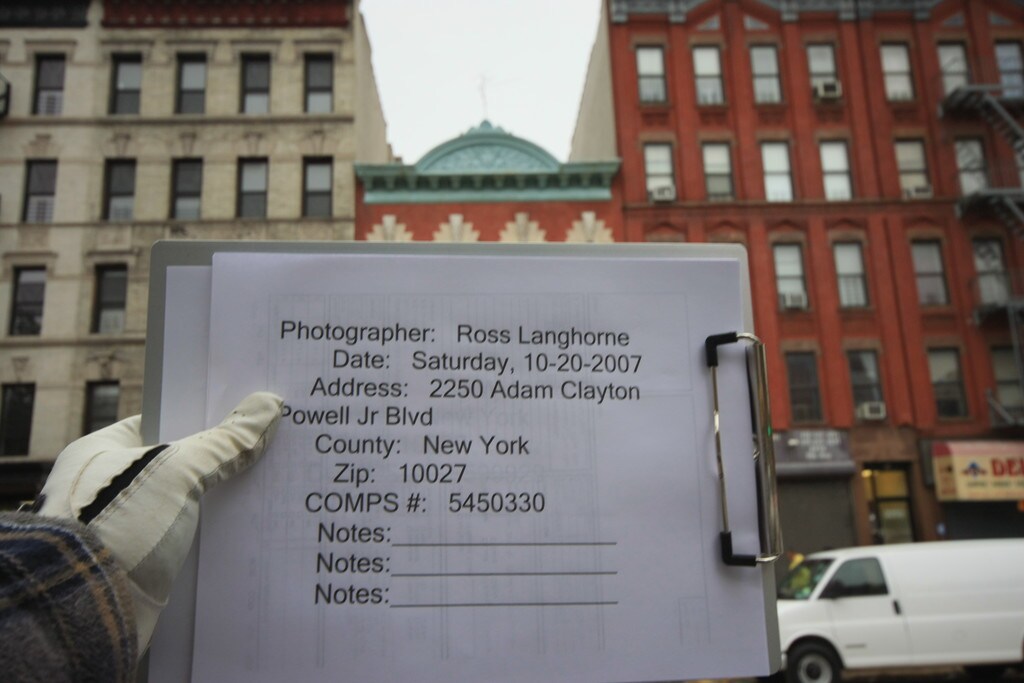 Photographer: Ross Langhorne
Date: Saturday, 10-20-2007
Address: 2250 Adam Clayton
Powell Jr Blvd
County: New York
Zip: 10027
COMPS #: 5450330
Notes:
Notes:
Notes: